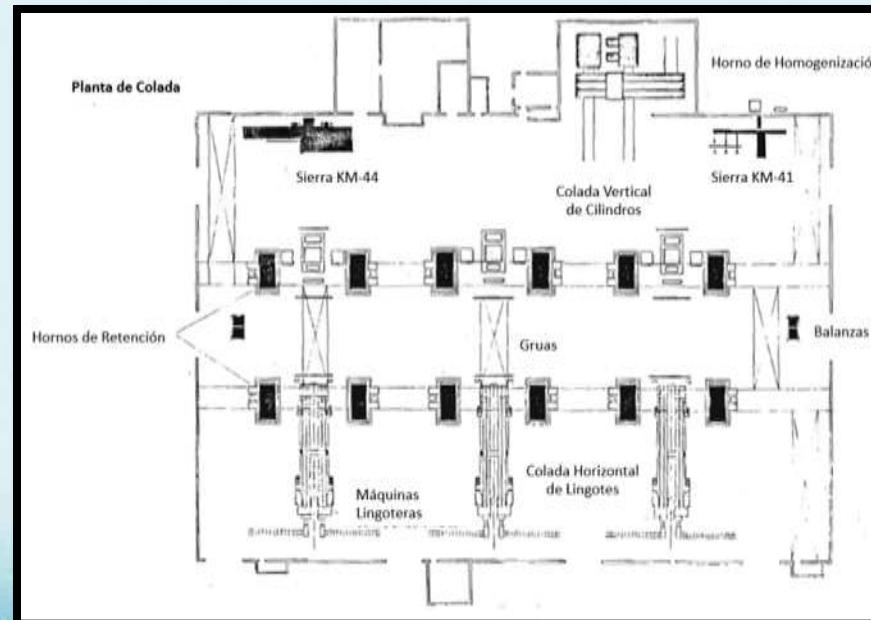 Planta de Colada
Horno de Homogenizació
Sierra KM-44
Sierra KM-41
Colada Vertical
de Cilindros
Hornos de Retención
Gruas
Balanzas
Colada Horizontal
de Lingotes
Máquinas
Lingoteras